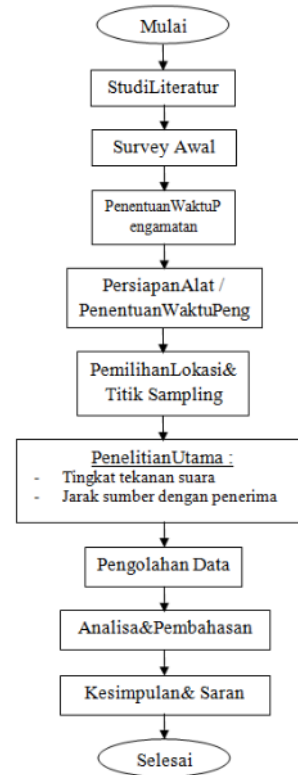 Mulai
StudiLiteratur
Survey Awal
PenentuanWaktuP
engamatan
PersiapanAlat /
PenentuanWaktuPeng
PemilihanLokasi&
Titik Sampling
PenelitianUtama :
- Tingkat tekanan suara
- Jarak sumber dengan penerima
Pengolahan Data
Analisa&Pembahasan
Kesimpulan& Saran
Selesai